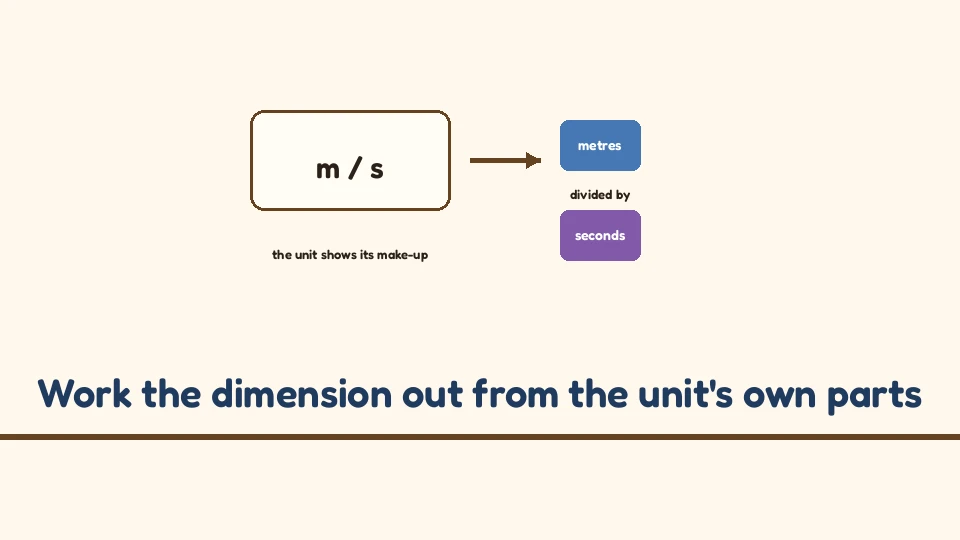 m / s
the unit shows its make-up
metres
divided by
seconds
Work the dimension out from the unit's own parts